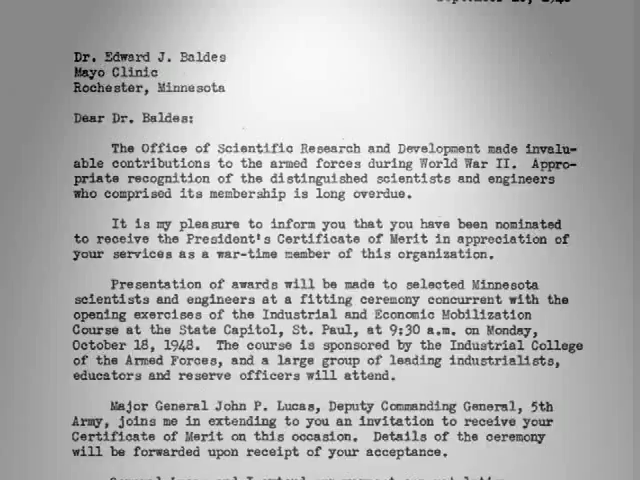 Dr. Edward J. Baldes
Mayo Clinic
Rochester, Minnesota
Dear Dr. Baldes:
The Office of Scientific Research and Development made invalu-
able contributions to the armed forces during World War II. Appro-
priate recognition of the distinguished scientists and engineers
who comprised its membership is long overdue.
It is my pleasure to inform you that you have been nominated
to receive the President's Certificate of Merit in appreciation of
your services as a war-time member of this organization.
Presentation of awards will be made to selected Minnesota
scientists and engineers at a fitting ceremony concurrent with the
opening exercises of the Industrial and Economic Mobilization
Course at the State Capitol, St. Paul, at 9:30 a.m. on Monday,
October 18, 1948. The course is sponsored by the Industrial College
of the Armed Forces, and a large group of leading industrialists,
educators and reserve officers will attend.
Major General John P. Lucas, Deputy Commanding General, 5th
Army, joins me in extending to you an invitation to receive your
Certificate of Merit on this occasion. Details of the ceremony
will be forwarded upon receipt of your acceptance.